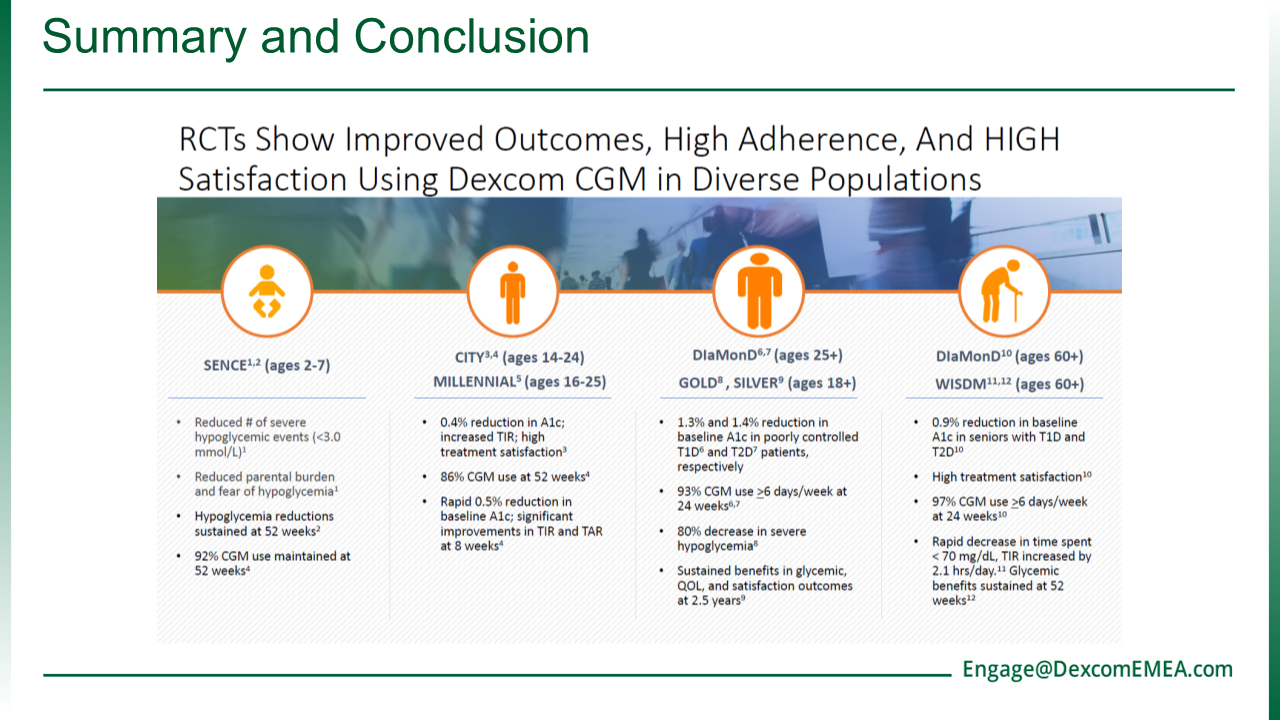 Summary and Conclusion
RCTs Show Improved Outcomes, High Adherence, And HIGH
Satisfaction Using Dexcom CGM in Diverse Populations
SENCE1,2 (ages 2-7)
• Reduced # of severe
hypoglycemic events (<3.0
mmol/L)1
• Reduced parental burden
and fear of hypoglycemia1
• Hypoglycemia reductions
sustained at 52 weeks2
• 92% CGM use maintained at
52 weeks4
CITY3,4 (ages 14-24)
MILLENNIAL5 (ages 16-25)
• 0.4% reduction in A1c;
increased TIR; high
treatment satisfaction3
• 86% CGM use at 52 weeks4
• Rapid 0.5% reduction in
baseline A1c; significant
improvements in TIR and TAR
at 8 weeks4
DIaMonD6,7 (ages 25+)
GOLD8 , SILVER9 (ages 18+)
• 1.3% and 1.4% reduction in
baseline A1c in poorly controlled
T1D6 and T2D7 patients,
respectively
• 93% CGM use ≥6 days/week at
24 weeks6,7
• 80% decrease in severe
hypoglycemia8
• Sustained benefits in glycemic,
QOL, and satisfaction outcomes
at 2.5 years9
DIaMonD10 (ages 60+)
WISDM11,12 (ages 60+)
• 0.9% reduction in baseline
A1c in seniors with T1D and
T2D10
• High treatment satisfaction10
• 97% CGM use ≥6 days/week
at 24 weeks10
• Rapid decrease in time spent
< 70 mg/dL, TIR increased by
2.1 hrs/day.11 Glycemic
benefits sustained at 52
weeks12
Engage@DexcomEMEA.com